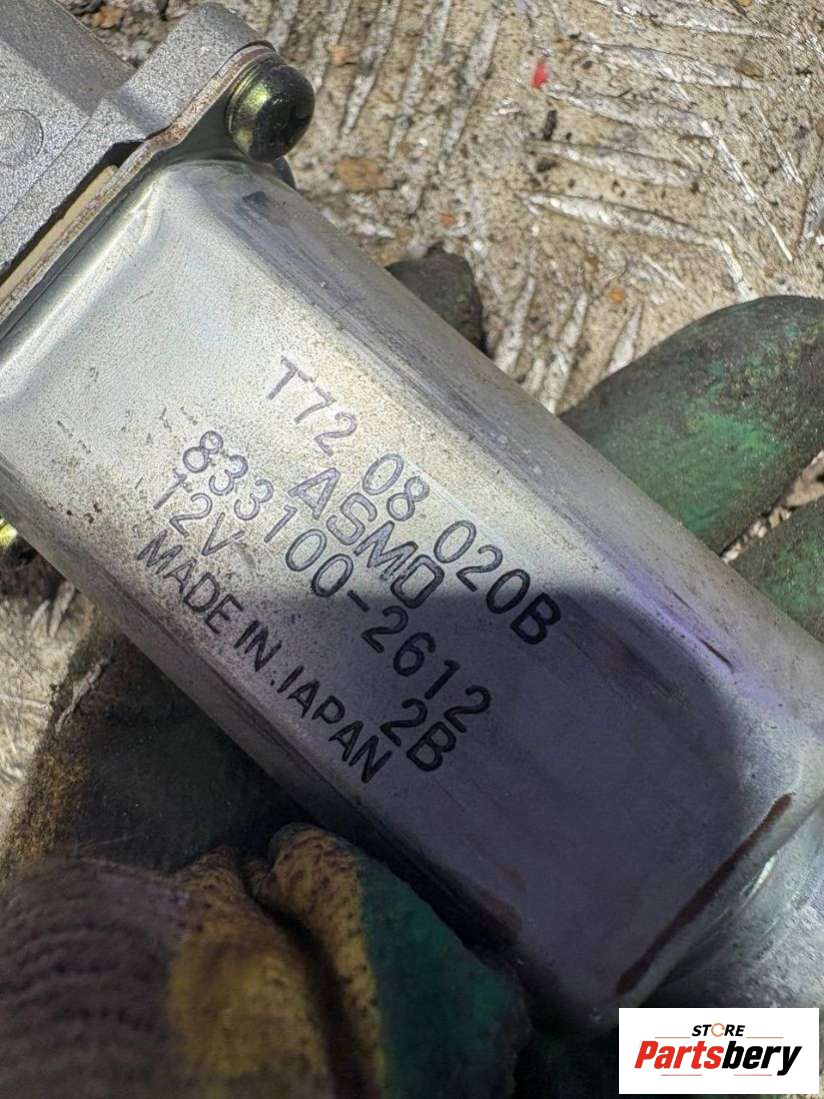 T72 08 020B
ASMO
833100-2612
12V 2B
MADE IN JAPAN
STORE
Partsbery